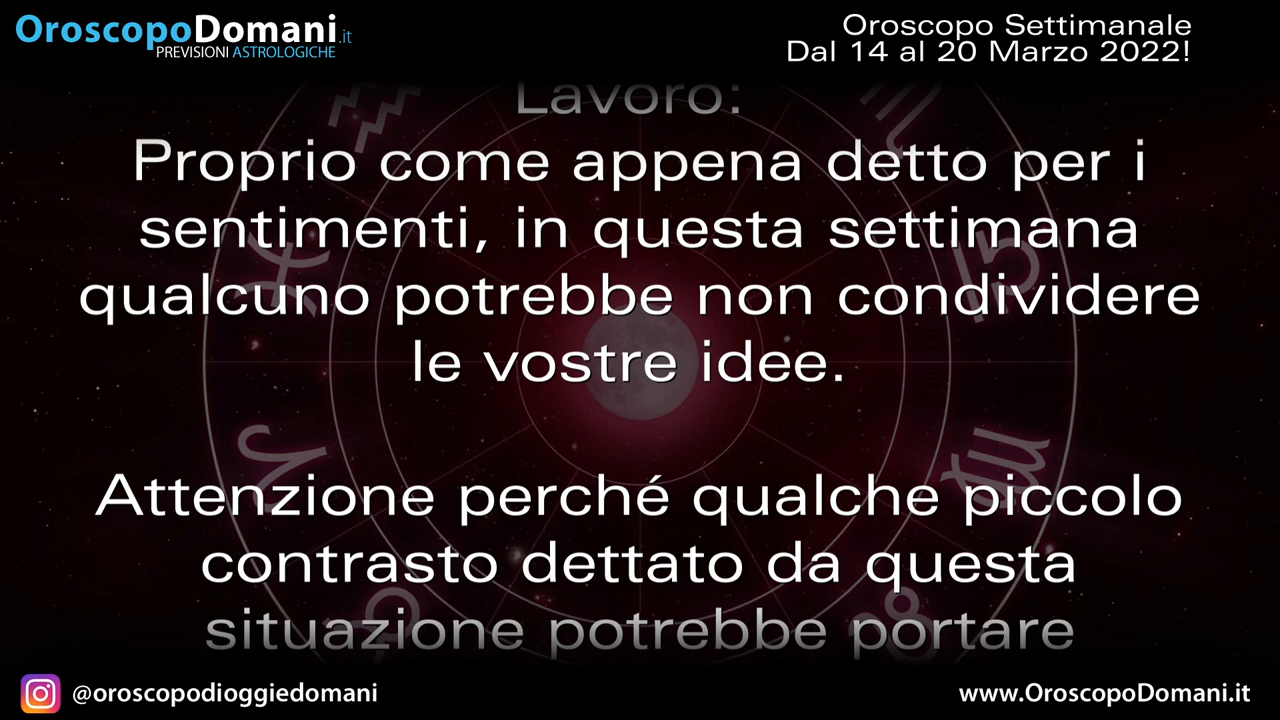 OroscopoDomani.it
PREVISIONI ASTROLOGICHE
Oroscopo Settimanale
Dal 14 al 20 Marzo 2022!
Lavoro:
Proprio come appena detto per i
sentimenti, in questa settimana
qualcuno potrebbe non condividere
le vostre idee.
Attenzione perché qualche piccolo
contrasto dettato da questa
situazione potrebbe portare
@oroscopodioggiedomani
www.OroscopoDomani.it